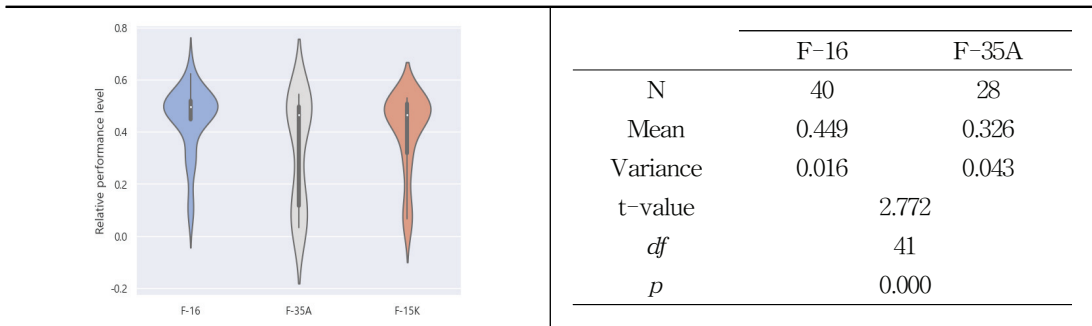 0.8
0.6
0.4
0.2
0.0
-0.2
Relative performance level
F-16 F-35A F-15K
F-16 F-35A
N 40 28
Mean 0.449 0.326
Variance 0.016 0.043
t-value 2.772
df 41
p 0.000